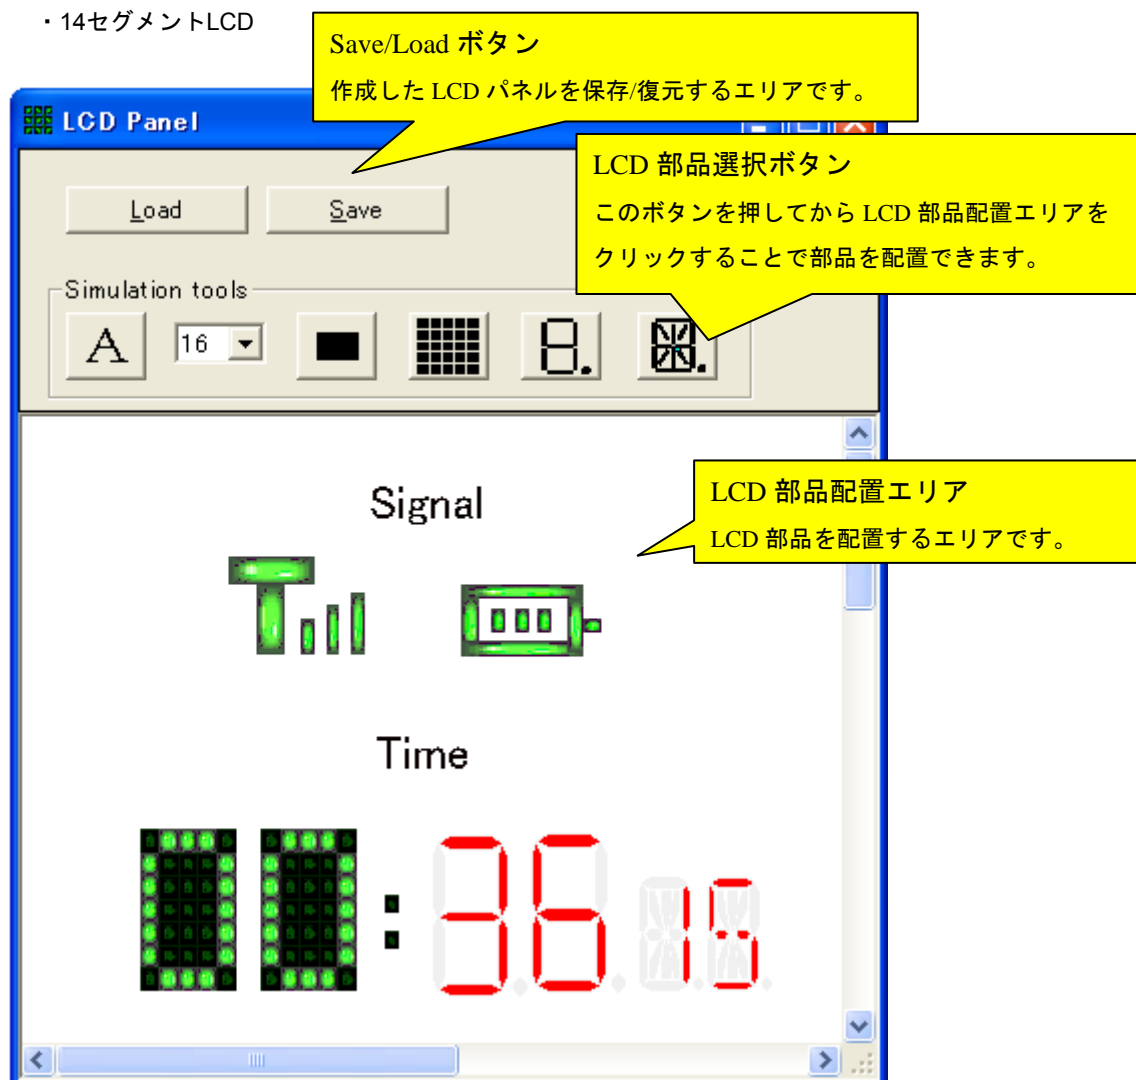 ・14セグメントLCD
Save/Load ボタン
作成した LCD パネルを保存/復元するエリアです。
LCD Panel
LCD 部品選択ボタン
このボタンを押してから LCD 部品配置エリアを
クリックすることで部品を配置できます。
Load Save
Simulation tools
A 16
Signal
LCD 部品配置エリア
LCD 部品を配置するエリアです。
Time
00:36 15